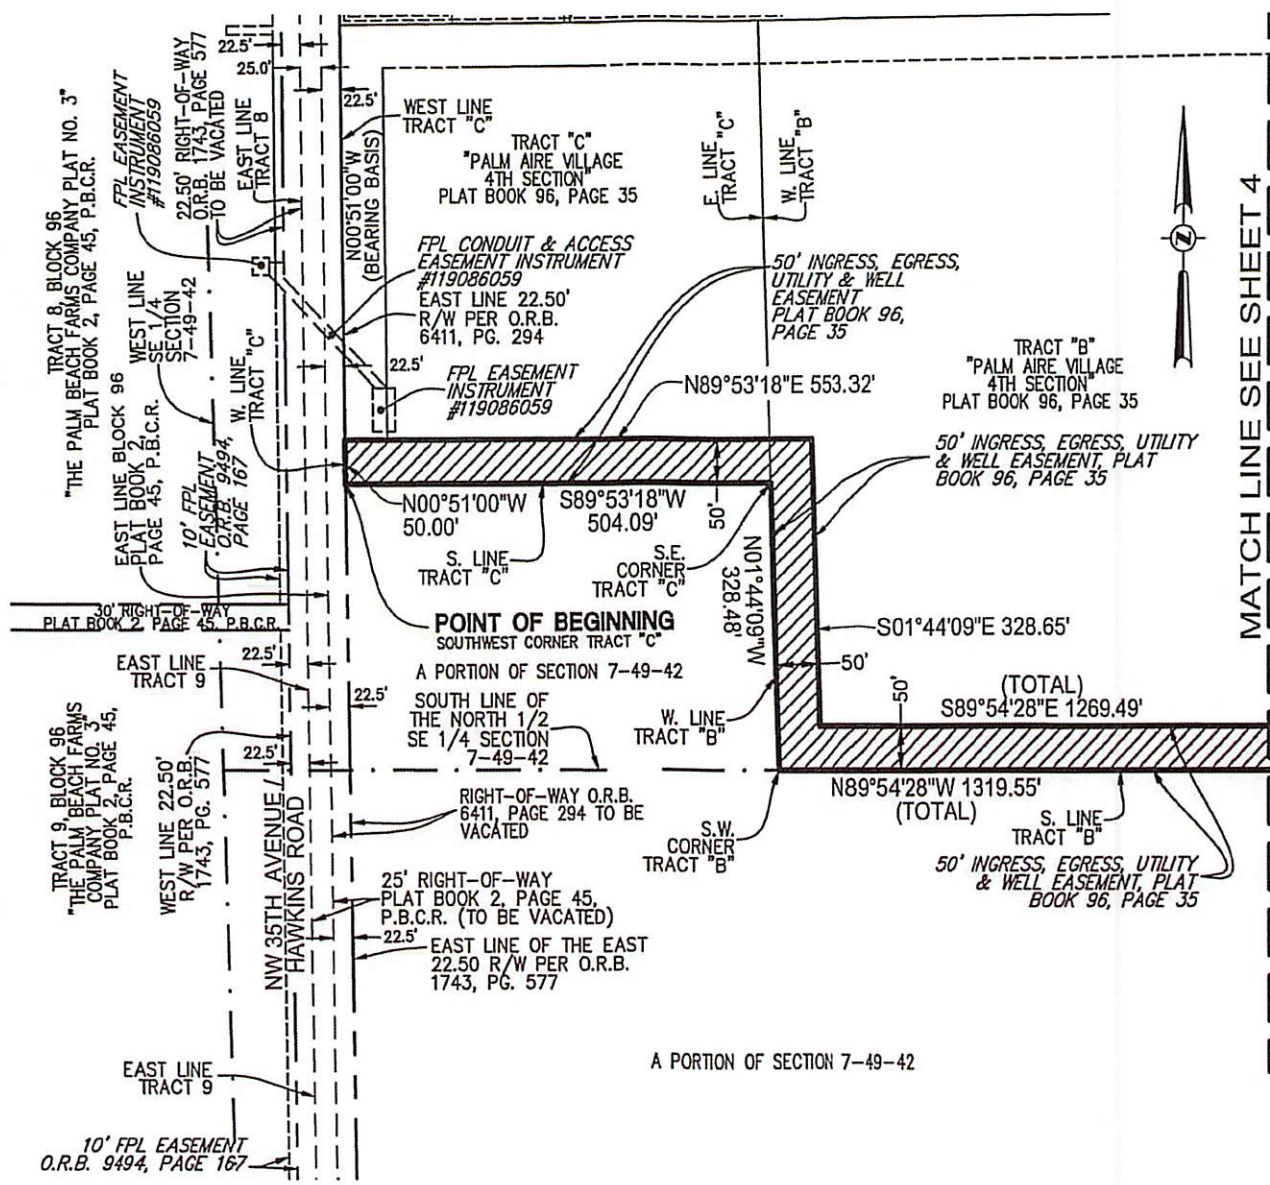 22.5'
25.0'
22.5'
TRACT 8, BLOCK 96
"THE PALM BEACH FARMS COMPANY PLAT NO. 3"
PLAT BOOK 2, PAGE 45, P.B.C.R.
FPL EASEMENT
INSTRUMENT
#119086059
22.50' RIGHT-OF-WAY
O.R.B. 1743, PAGE 577
TO BE VACATED
EAST LINE
TRACT 8
WEST LINE
TRACT "C"
N00°51'00"W
(BEARING BASIS)
TRACT "C"
"PALM AIRE VILLAGE
4TH SECTION"
PLAT BOOK 96, PAGE 35
E. LINE
TRACT "C"
W. LINE
TRACT "B"
N
MATCH LINE SEE SHEET 4
FPL CONDUIT & ACCESS
EASEMENT INSTRUMENT
#119086059
EAST LINE 22.50'
R/W PER O.R.B.
6411, PG. 294
22.5'
50' INGRESS, EGRESS,
UTILITY & WELL
EASEMENT
PLAT BOOK 96,
PAGE 35
WEST LINE
SE 1/4
SECTION
7-49-42
W. LINE
TRACT "C"
FPL EASEMENT
INSTRUMENT
#119086059
N89°53'18"E 553.32'
TRACT "B"
"PALM AIRE VILLAGE
4TH SECTION"
PLAT BOOK 96, PAGE 35
EAST LINE BLOCK 96
PLAT BOOK 2,
PAGE 45, P.B.C.R.
10' FPL
EASEMENT
O.R.B. 9494,
PAGE 167
50' INGRESS, EGRESS, UTILITY
& WELL EASEMENT, PLAT
BOOK 96, PAGE 35
N00°51'00"W
50.00'
S89°53'18"W
504.09'
50'
S. LINE
TRACT "C"
S.E.
CORNER
TRACT "C"
N01°44'09"W
328.48'
30' RIGHT-OF-WAY
PLAT BOOK 2, PAGE 45, P.B.C.R.
POINT OF BEGINNING
SOUTHWEST CORNER TRACT "C"
S01°44'09"E 328.65'
22.5'
EAST LINE
TRACT 9
A PORTION OF SECTION 7-49-42
50'
22.5'
SOUTH LINE OF
THE NORTH 1/2
SE 1/4, SECTION
7-49-42
W. LINE
TRACT "B"
50'
(TOTAL)
S89°54'28"E 1269.49'
TRACT 9, BLOCK 96
"THE PALM BEACH FARMS
COMPANY PLAT NO. 3
PLAT BOOK 2, PAGE 45,
P.B.C.R.
WEST LINE 22.50'
R/W PER O.R.B.
1743, PG. 577
22.5'
NW 35TH AVENUE /
HAWKINS ROAD
RIGHT-OF-WAY O.R.B.
6411, PAGE 294 TO BE
VACATED
N89°54'28"W 1319.55'
(TOTAL)
S.W.
CORNER
TRACT "B"
S. LINE
TRACT "B"
50' INGRESS, EGRESS, UTILITY
& WELL EASEMENT, PLAT
BOOK 96, PAGE 35
25' RIGHT-OF-WAY
PLAT BOOK 2, PAGE 45,
P.B.C.R. (TO BE VACATED)
22.5'
EAST LINE OF THE EAST
22.50 R/W PER O.R.B.
1743, PG. 577
A PORTION OF SECTION 7-49-42
EAST LINE
TRACT 9
10' FPL EASEMENT
O.R.B. 9494, PAGE 167